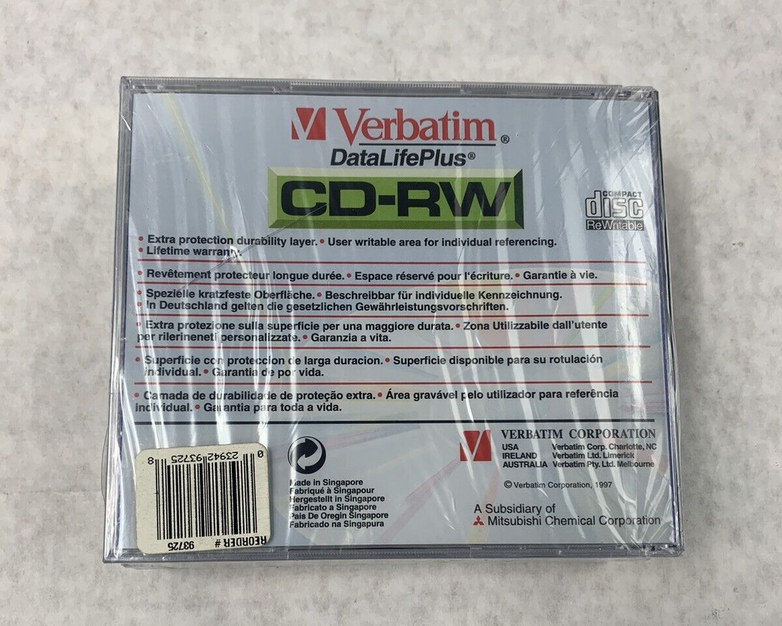 Verbatim®
DataLifePlus®
CD-RW
COMPACT
disc
ReWritable
• Extra protection durability layer. • User writable area for individual referencing.
• Lifetime warranty.
• Revêtement protecteur longue durée. • Espace réservé pour l'écriture. • Garantie à vie.
• Spezielle kratzfeste Oberfläche. • Beschreibbar für individuelle Kennzeichnung.
• In Deutschland gelten die gesetzlichen Gewährleistungsvorschriften.
• Extra protezione sulla superficie per una maggiore durata. • Zona Utilizzabile dall'utente
per rilerineneti personalizzate. • Garanzia a vita.
• Superficie con proteccion de larga duracion. • Superficie disponible para su rotulación
individual. • Garantia de por vida.
• Camada de durabilidade de proteção extra. • Área gravável pelo utilizador para referência
individual. • Garantia para toda a vida.
VERBATIM CORPORATION
USA Verbatim Corp. Charlotte, NC
IRELAND Verbatim Ltd. Limerick
AUSTRALIA Verbatim Pty. Ltd. Melbourne
© Verbatim Corporation, 1997
A Subsidiary of
Mitsubishi Chemical Corporation
Made in Singapore
Fabriqué à Singapour
Hergestellt in Singapore
Fabricato a Singapore
Pais De Oregin Singapore
Fabricado na Singapura
REORDER # 93725
0 23942 93725 8